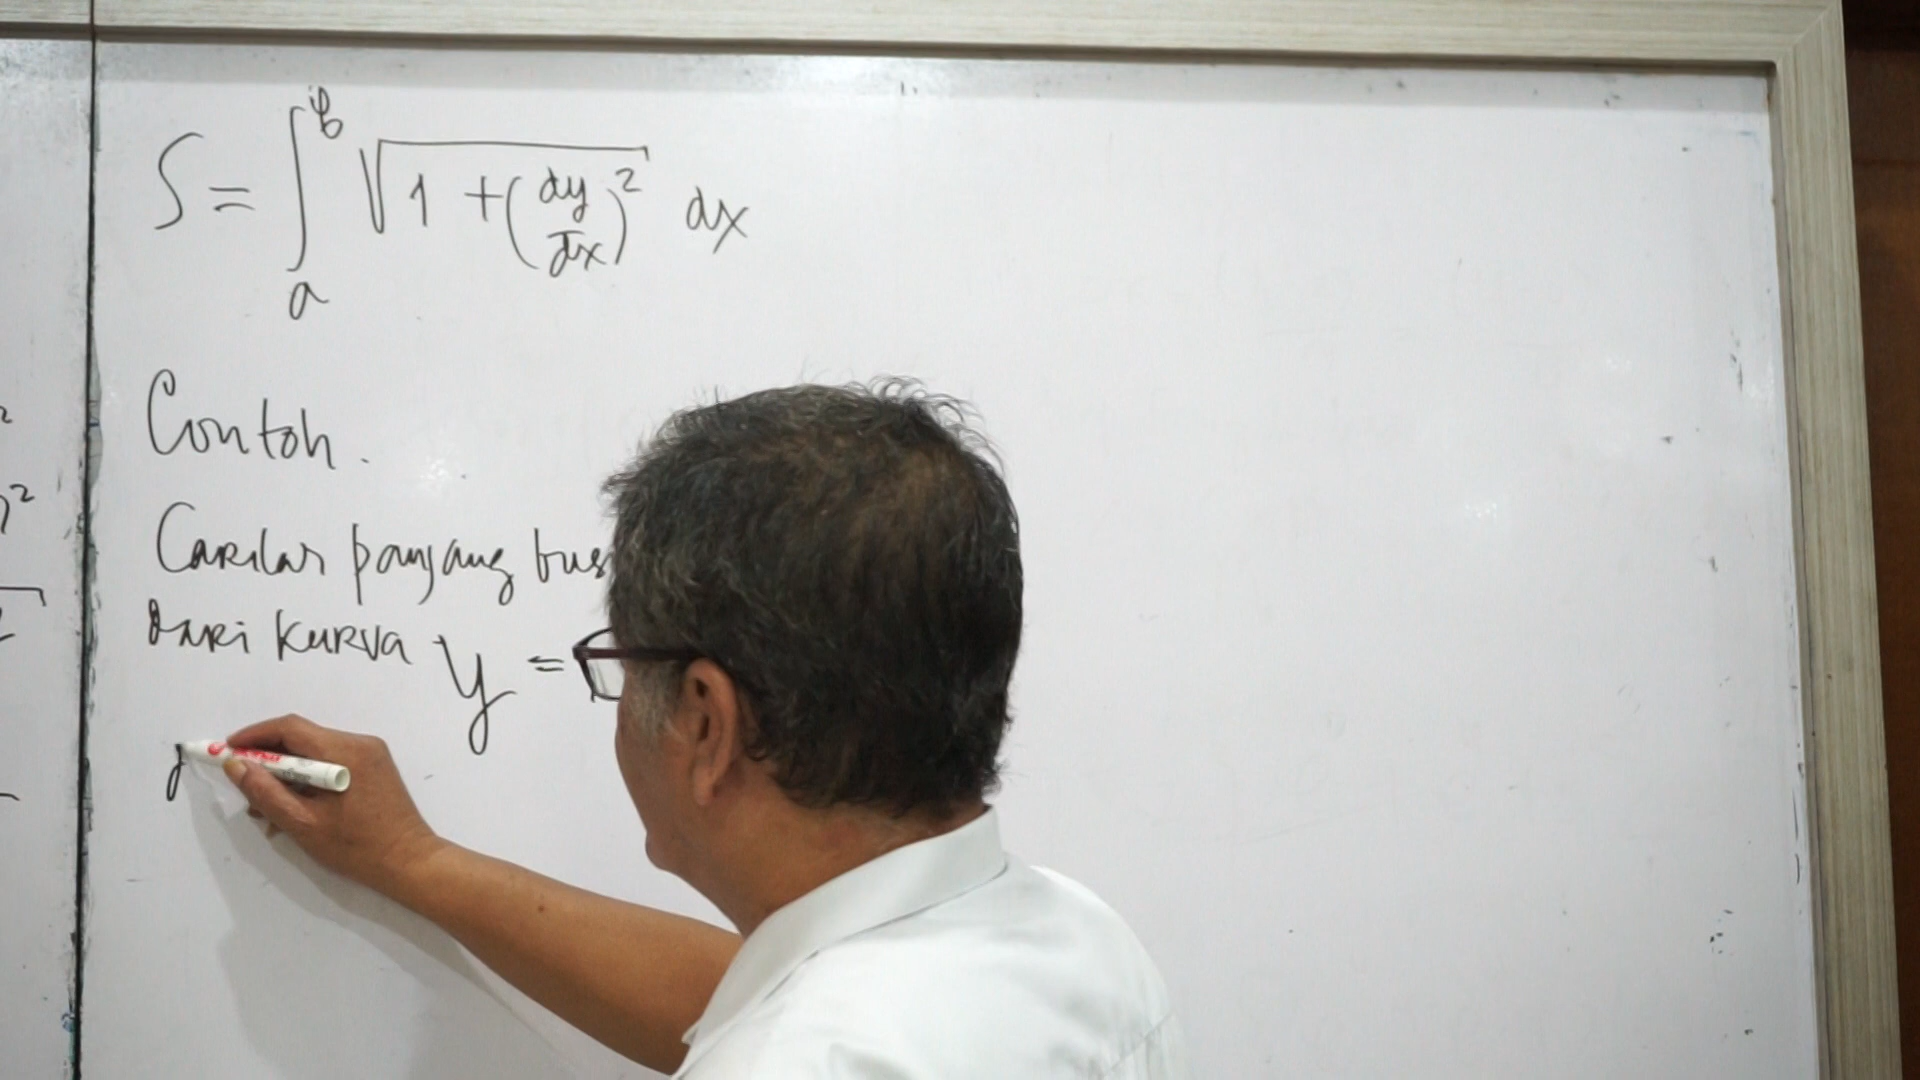 S = ∫_a^b √(1 + (dy/dx)²) dx
Contoh.
Carilah panjang bus
dari kurva y =